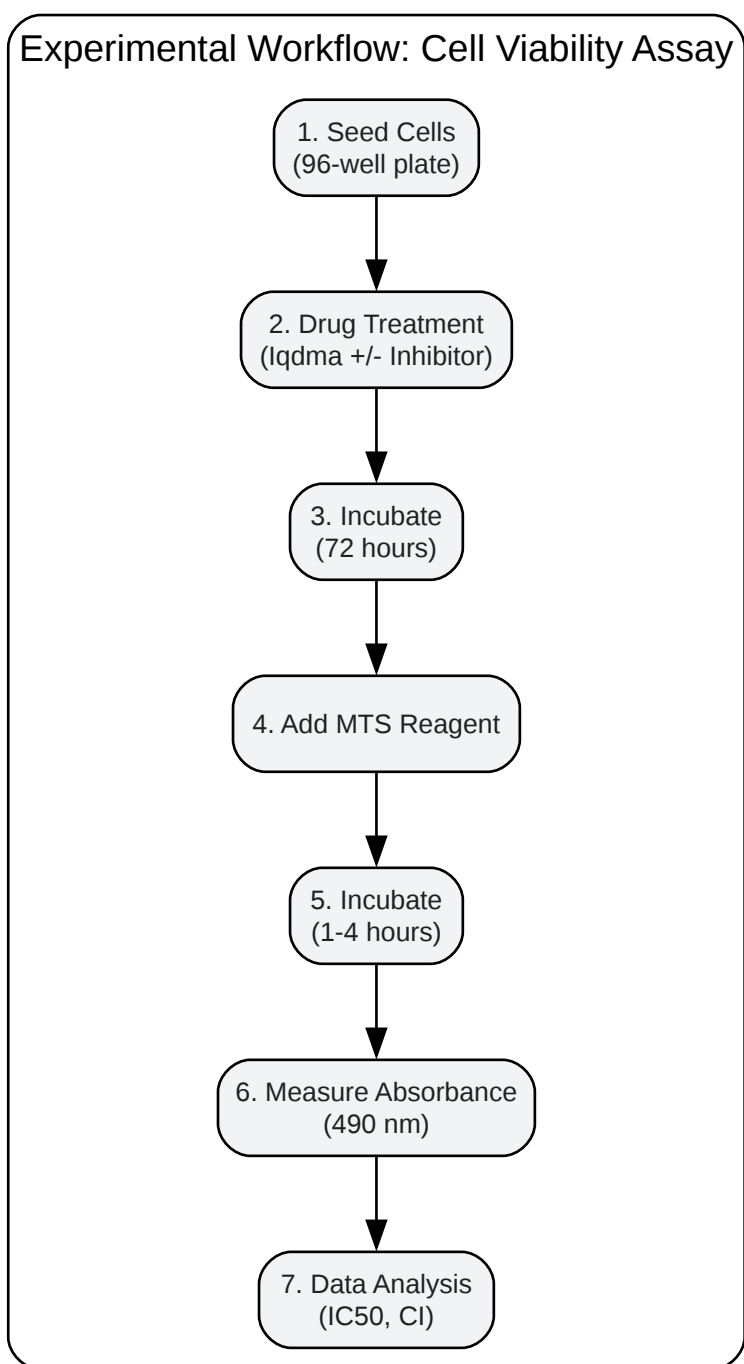 Experimental Workflow: Cell Viability Assay
1. Seed Cells
(96-well plate)
2. Drug Treatment
(Iqdma +/- Inhibitor)
3. Incubate
(72 hours)
4. Add MTS Reagent
5. Incubate
(1-4 hours)
6. Measure Absorbance
(490 nm)
7. Data Analysis
(IC50, CI)